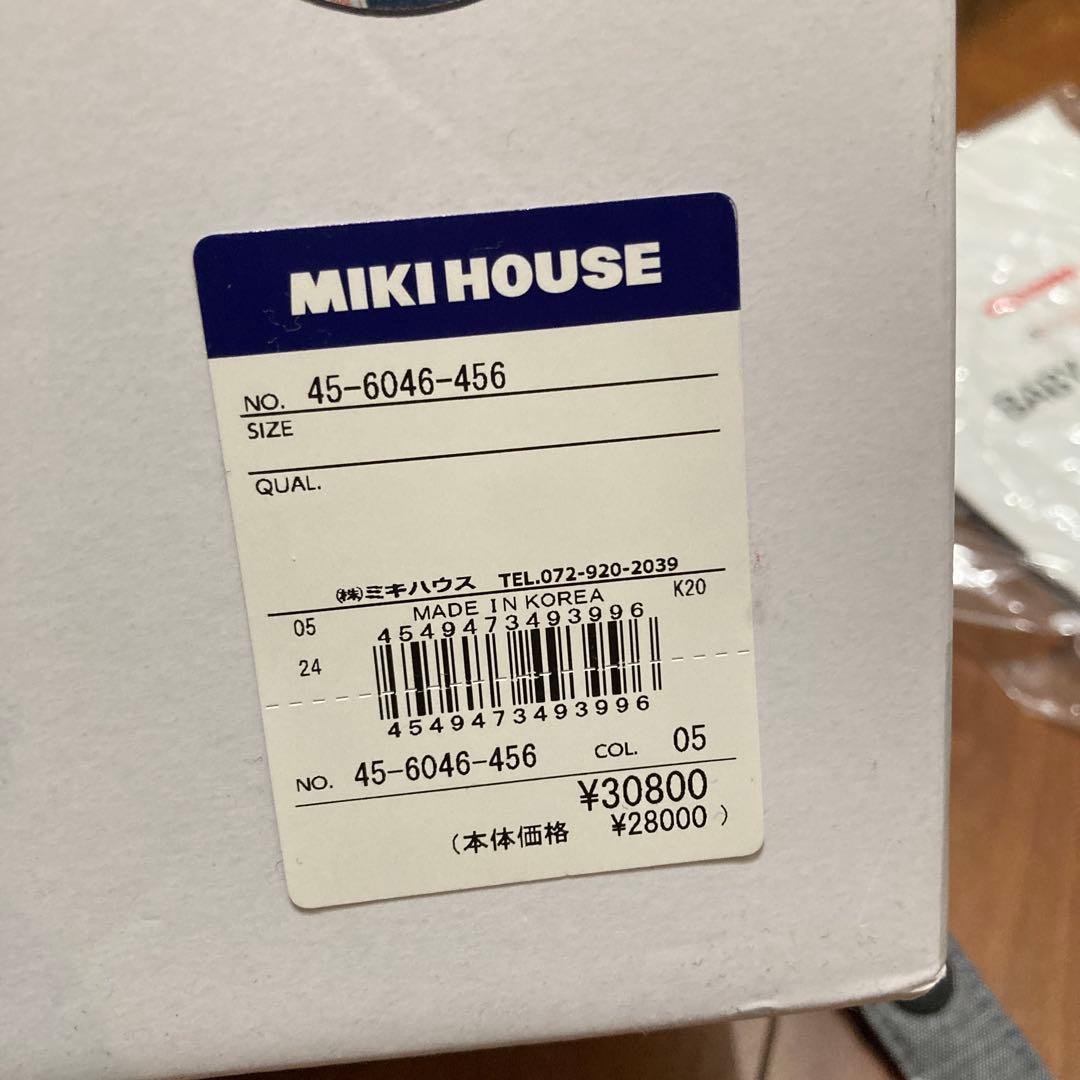 MIKI HOUSE
NO. 45-6046-456
SIZE
QUAL.
㈱ミキハウス TEL.072-920-2039
MADE IN KOREA K20
05 4549473493996
24
4549473493996
NO. 45-6046-456 COL. 05
¥30800
(本体価格 ¥28000)
BABY